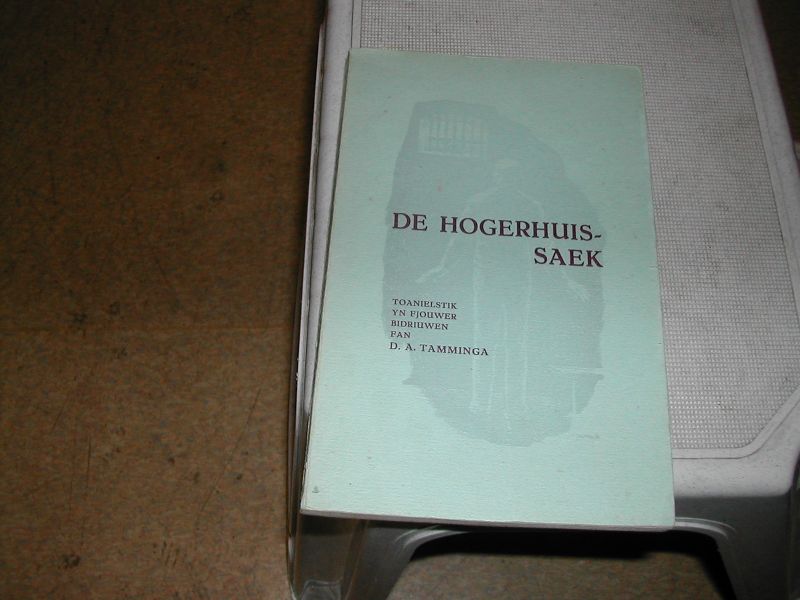 DE HOGERHUIS-
SAEK
TOANIELSTIK
YN FJOUWER
BIDRIUWEN
FAN
D. A. TAMMINGA